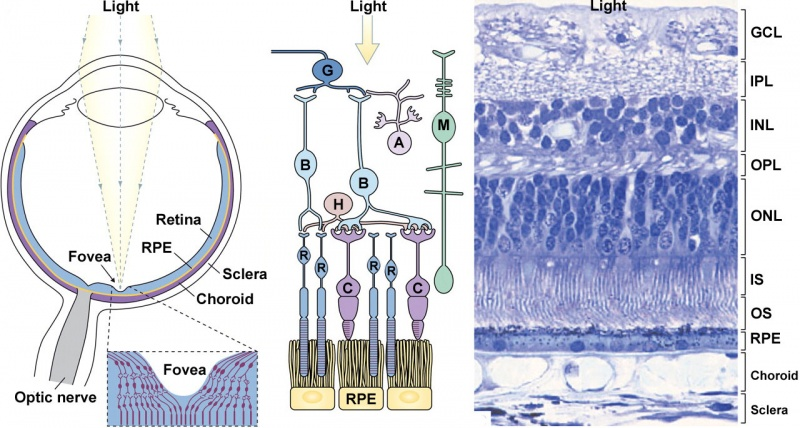 Light
Retina
RPE
Fovea
Sclera
Choroid
Fovea
Optic nerve
Light
G
A
M
B
B
H
R
R
R
R
C
C
RPE
Light
GCL
IPL
INL
OPL
ONL
IS
OS
RPE
Choroid
Sclera